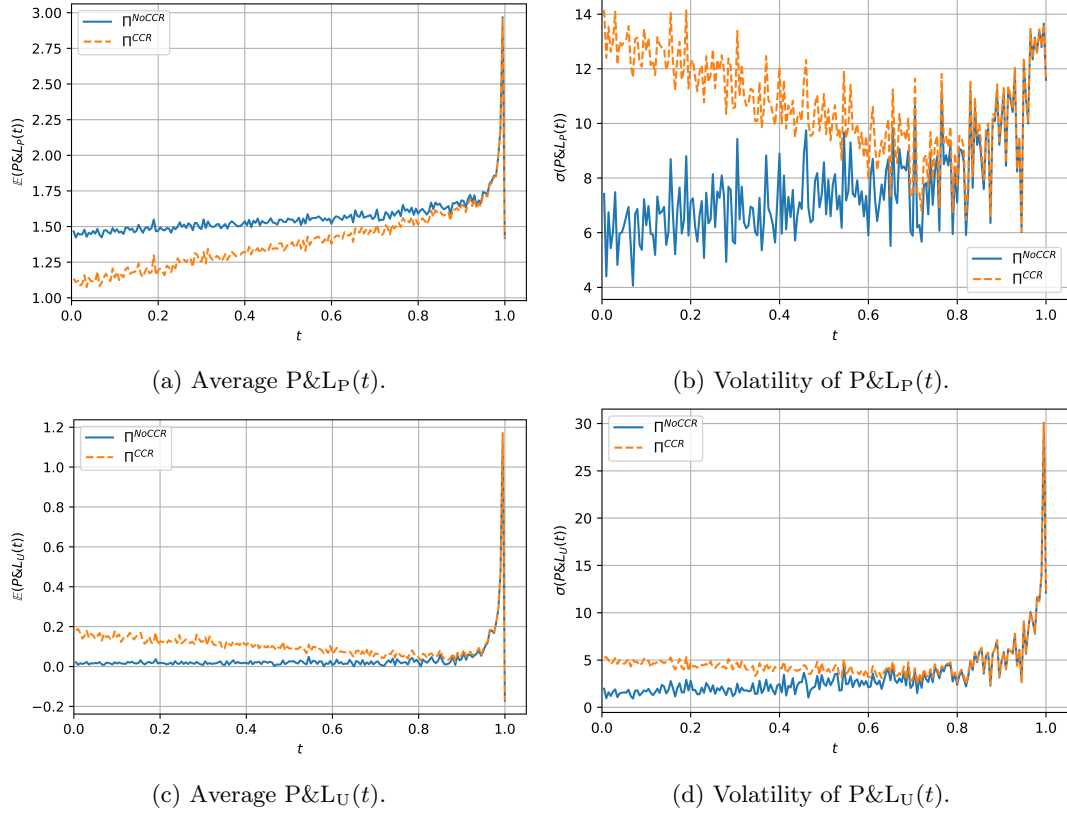 3.00
2.75
2.50
2.25
2.00
1.75
1.50
1.25
1.00
𝔼(P&L_P(t))
Π^NoCCR
Π^CCR
0.0 0.2 0.4 0.6 0.8 1.0
t
(a) Average P&L_P(t).
14
12
10
8
6
4
σ(P&L_P(t))
Π^NoCCR
Π^CCR
0.0 0.2 0.4 0.6 0.8 1.0
t
(b) Volatility of P&L_P(t).
1.2
1.0
0.8
0.6
0.4
0.2
0.0
−0.2
𝔼(P&L_U(t))
Π^NoCCR
Π^CCR
0.0 0.2 0.4 0.6 0.8 1.0
t
(c) Average P&L_U(t).
30
25
20
15
10
5
0
σ(P&L_U(t))
Π^NoCCR
Π^CCR
0.0 0.2 0.4 0.6 0.8 1.0
t
(d) Volatility of P&L_U(t).